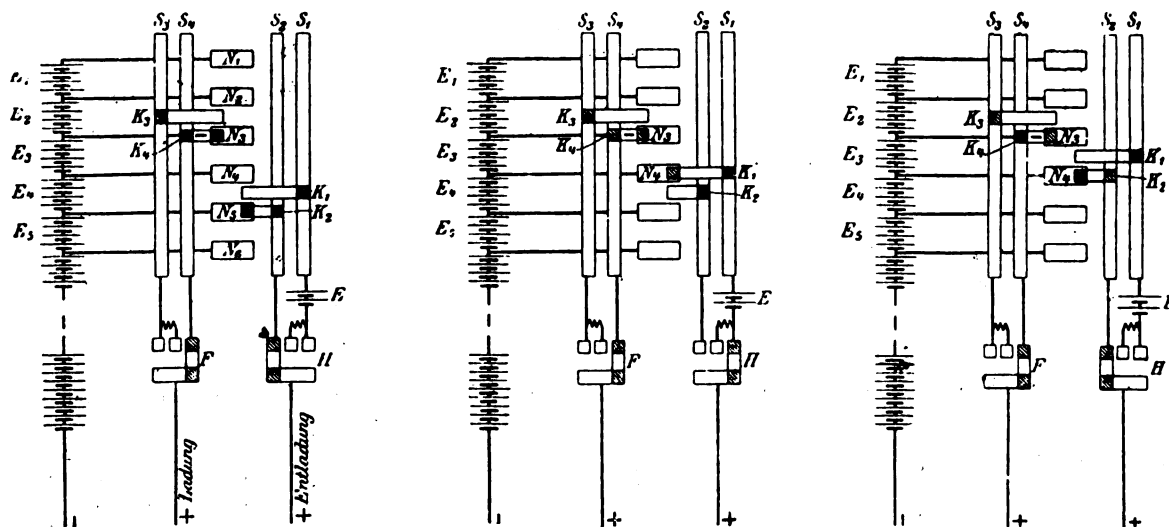 S3 S4 S2 S1
N1
E2 N2
K3
N3
E3 K4
N4
E4 K1
N5 K2
E5
N6
E
F H
+ Ladung + Entladung
S3 S4 S2 S1
E1
E2
K3
K4 N3
E3
N4 K1
E4
K2
E
F H
+ +
S3 S4 S2 S1
E1
E2
K3
N3
K4
E3 K1
N4
E4 K2
E5
E
F H
+ +